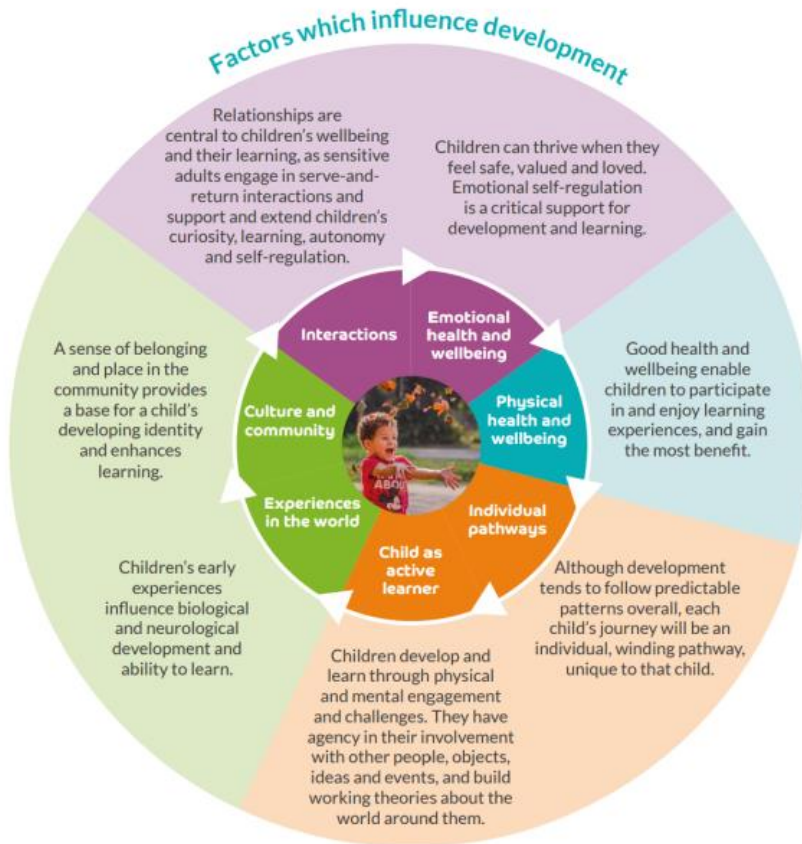 Factors which influence development
Relationships are
central to children's wellbeing
and their learning, as sensitive
adults engage in serve-and-
return interactions and
support and extend children's
curiosity, learning, autonomy
and self-regulation.
Children can thrive when they
feel safe, valued and loved.
Emotional self-regulation
is a critical support for
development and learning.
Good health and
wellbeing enable
children to participate
in and enjoy learning
experiences, and gain
the most benefit.
Although development
tends to follow predictable
patterns overall, each
child's journey will be an
individual, winding pathway,
unique to that child.
Children develop and
learn through physical
and mental engagement
and challenges. They have
agency in their involvement
with other people, objects,
ideas and events, and build
working theories about the
world around them.
Children's early
experiences
influence biological
and neurological
development and
ability to learn.
A sense of belonging
and place in the
community provides
a base for a child's
developing identity
and enhances
learning.
Interactions
Emotional
health and
wellbeing
Physical
health and
wellbeing
Individual
pathways
Child as
active
learner
Experiences
in the world
Culture and
community
ABOU